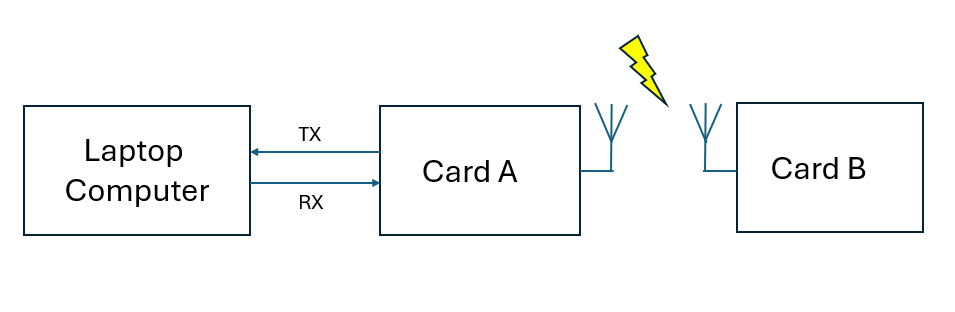 Laptop
Computer
TX
RX
Card A
Card B